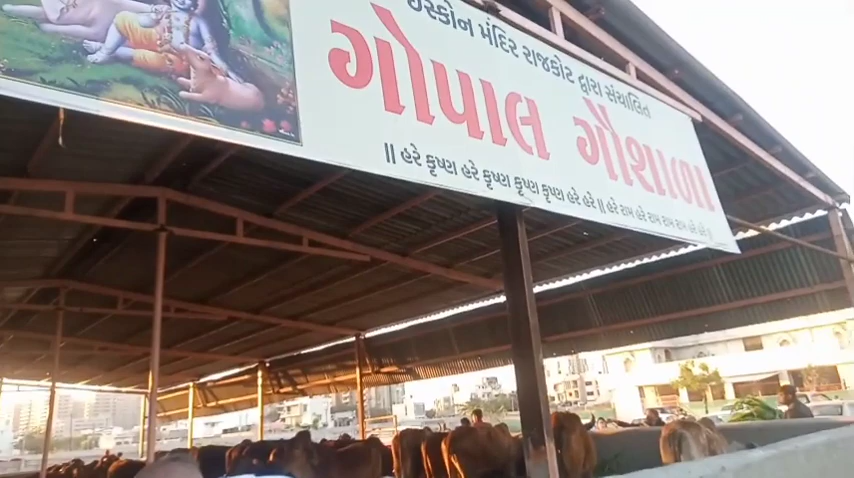 ઇસ્કોન મંદિર રાજકોટ દ્વારા સંચાલીત
ગોપાલ ગૌશાળા
॥ હરે કૃષ્ણ હરે કૃષ્ણ કૃષ્ણ કૃષ્ણ હરે હરે ॥ હરે રામ હરે રામ રામ રામ હરે હરે ॥